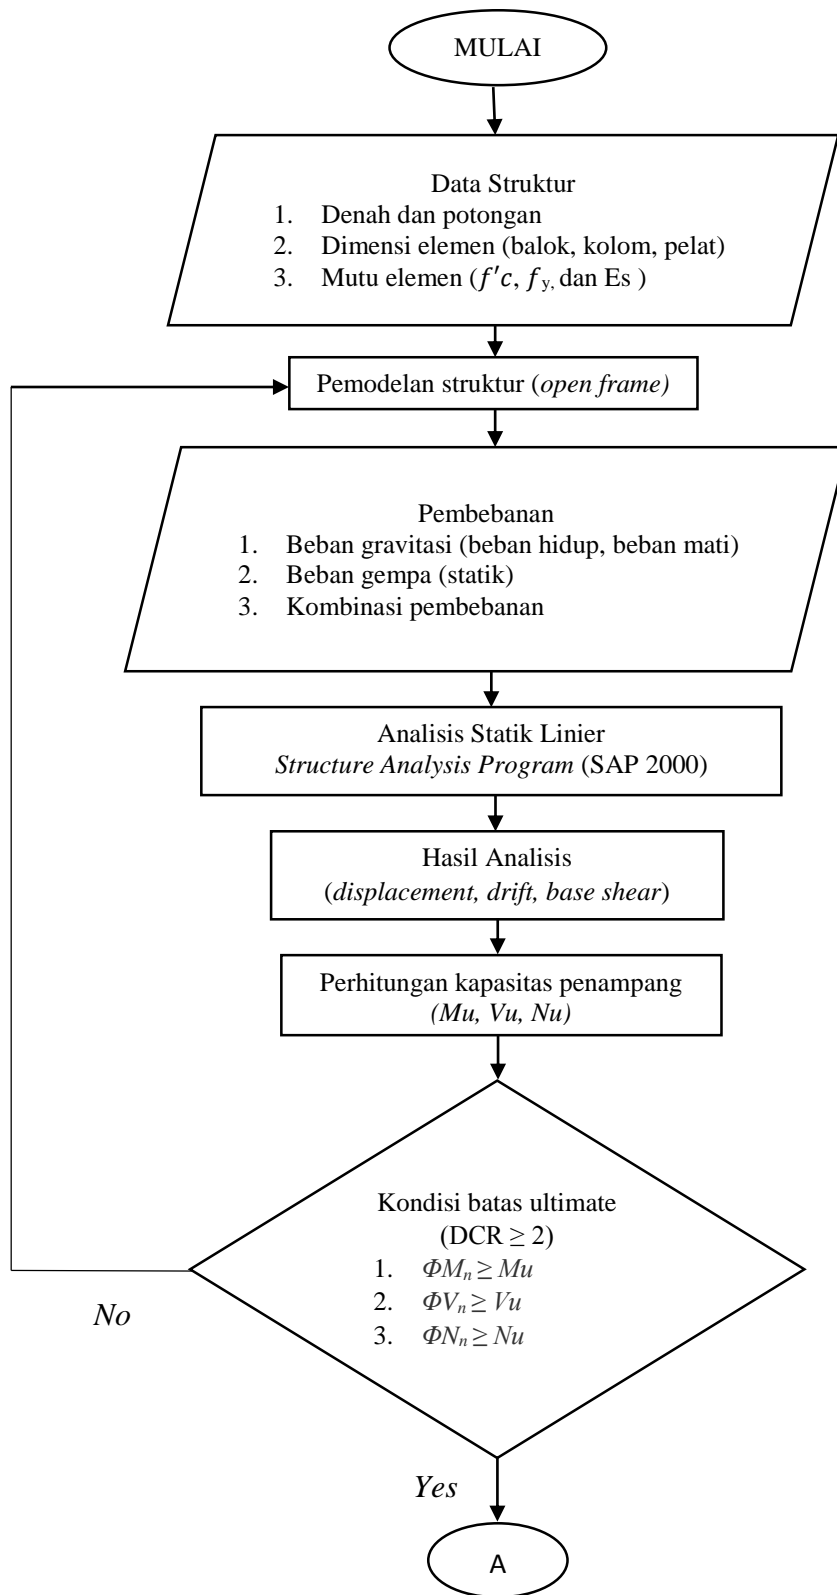 MULAI
Data Struktur
1. Denah dan potongan
2. Dimensi elemen (balok, kolom, pelat)
3. Mutu elemen (f′c, fy, dan Es )
Pemodelan struktur (open frame)
Pembebanan
1. Beban gravitasi (beban hidup, beban mati)
2. Beban gempa (statik)
3. Kombinasi pembebanan
Analisis Statik Linier
Structure Analysis Program (SAP 2000)
Hasil Analisis
(displacement, drift, base shear)
Perhitungan kapasitas penampang
(Mu, Vu, Nu)
Kondisi batas ultimate
(DCR ≥ 2)
1. ΦMn ≥ Mu
2. ΦVn ≥ Vu
3. ΦNn ≥ Nu
No
Yes
A